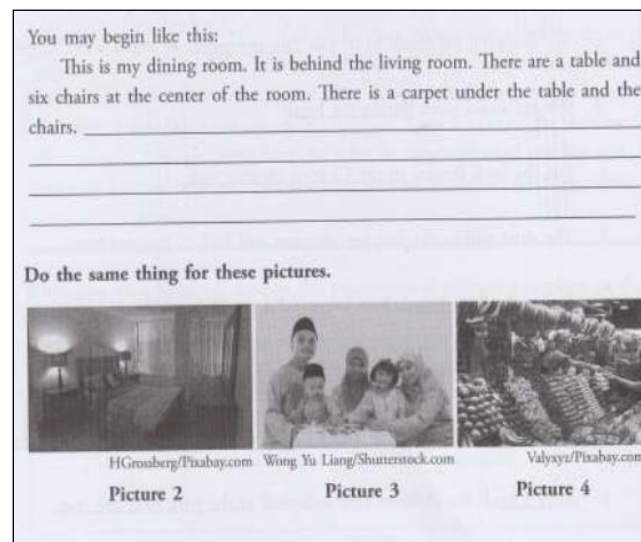 You may begin like this:
This is my dining room. It is behind the living room. There are a table and
six chairs at the center of the room. There is a carpet under the table and the
chairs.
Do the same thing for these pictures.
HGrossberg/Pixabay.com Wong Yu Liang/Shutterstock.com Valyxyz/Pixabay.com
Picture 2 Picture 3 Picture 4